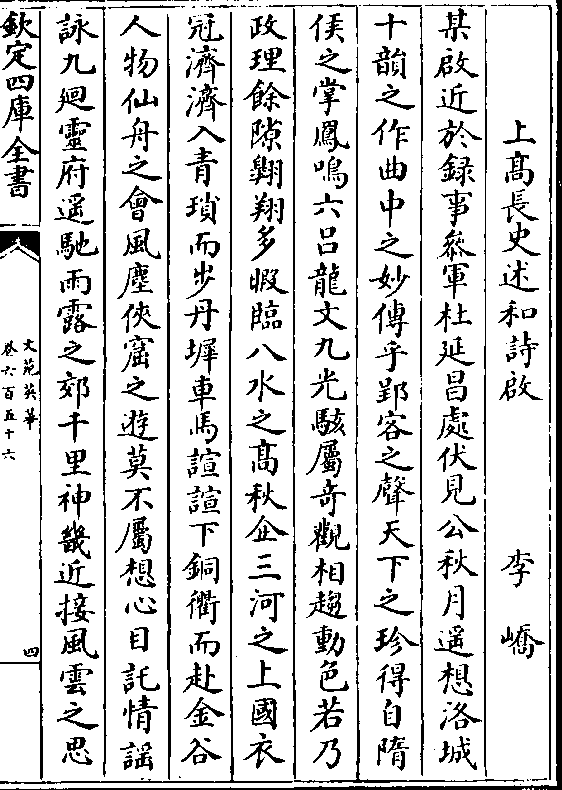 上髙長史述和詩啟 李嶠
某啟近於録事叅軍杜延昌處伏見公秋月遥想洛城
十韻之作曲中之妙傳乎郢客之聲天下之珍得自隋
侯之掌鳳鳴六吕龍文九光駭屬奇觀相趨動色若乃
政理餘隙翺翔多暇臨八水之髙秋企三河之上國衣
冠濟濟入青瑣而步丹墀車馬諠諠下銅衢而赴金谷
人物仙舟之會風塵俠窟之遊莫不屬想心目託情謡
詠九廻靈府遥馳雨露之郊千里神畿近接風雲之思
欽定四庫全書
文苑英華
卷六百五十六
四